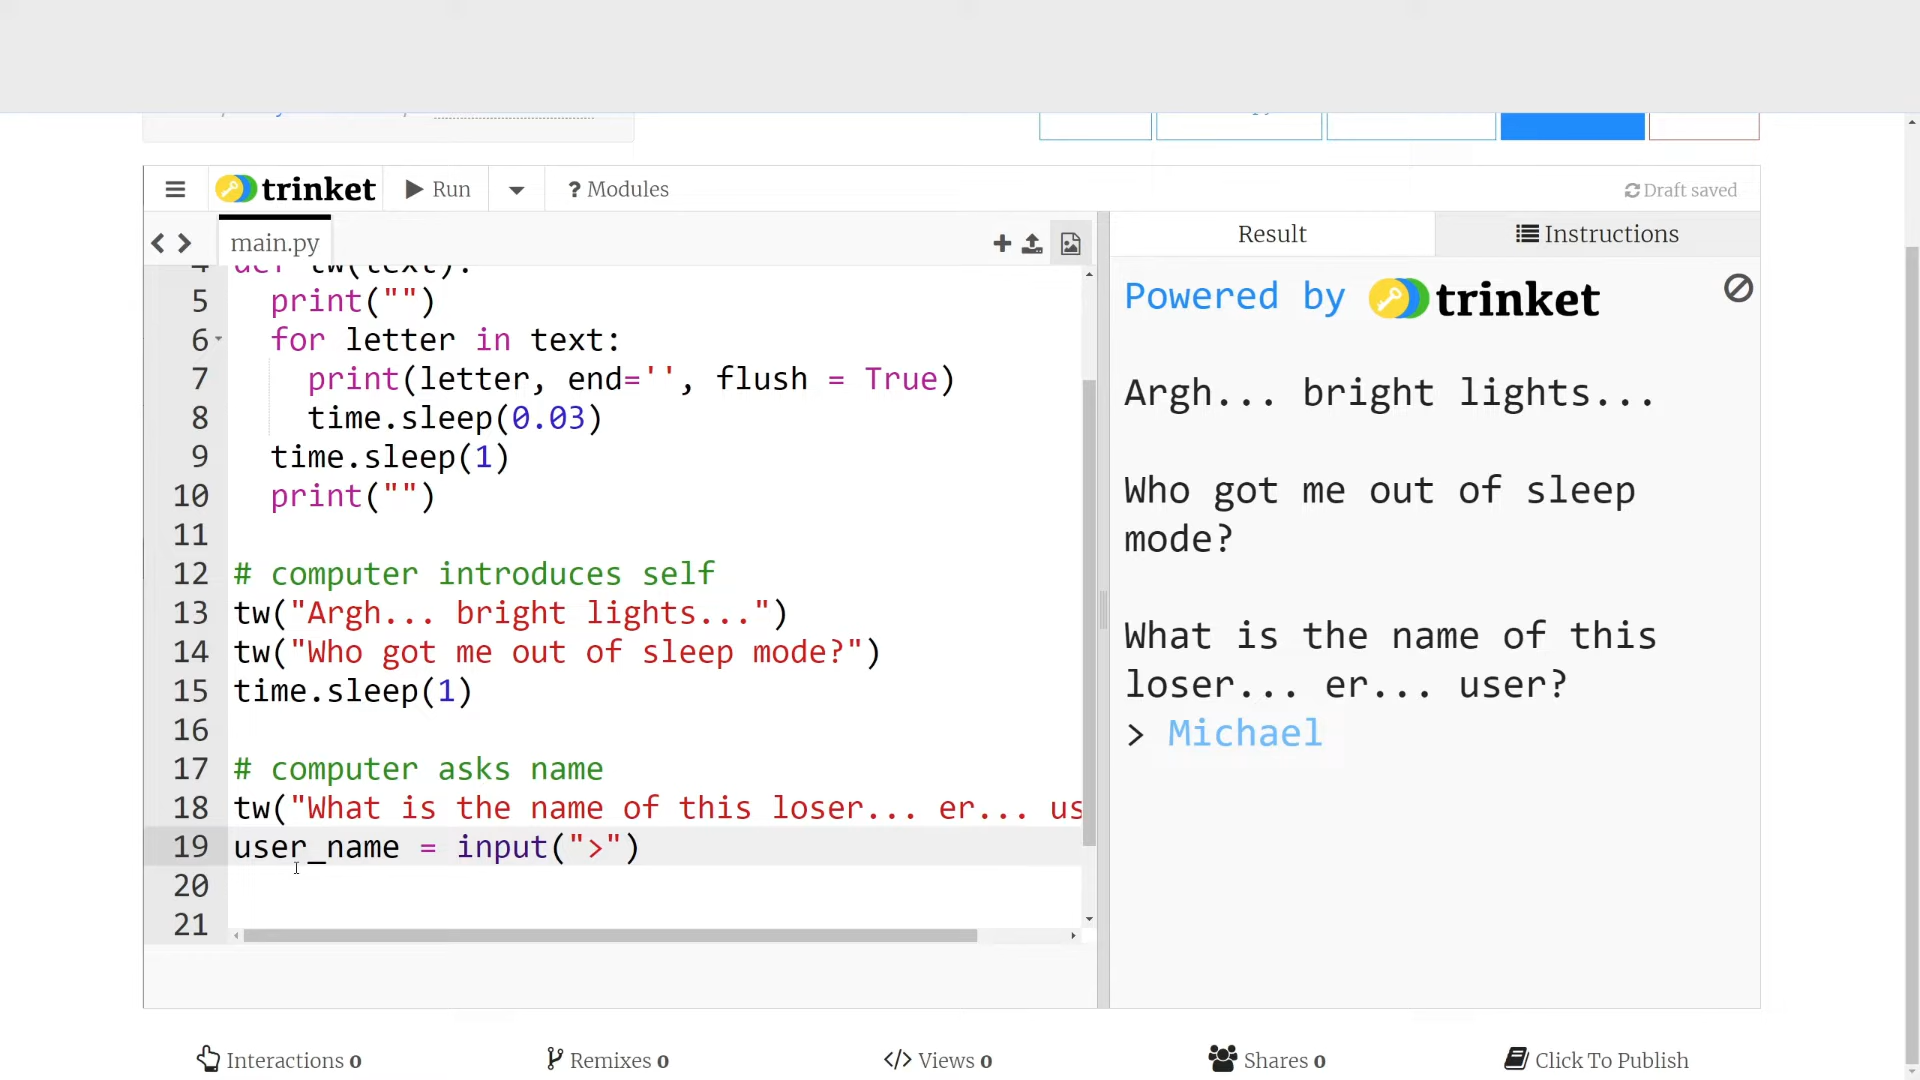 trinket
Run
? Modules
Draft saved
main.py
Result
Instructions
4 def tw(text):
5 print("")
6 for letter in text:
7 print(letter, end='', flush = True)
8 time.sleep(0.03)
9 time.sleep(1)
10 print("")
11
12 # computer introduces self
13 tw("Argh... bright lights...")
14 tw("Who got me out of sleep mode?")
15 time.sleep(1)
16
17 # computer asks name
18 tw("What is the name of this loser... er... us
19 user_name = input(">")
20
21
Powered by trinket
Argh... bright lights...
Who got me out of sleep
mode?
What is the name of this
loser... er... user?
> Michael
Interactions 0
Remixes 0
</> Views 0
Shares 0
Click To Publish